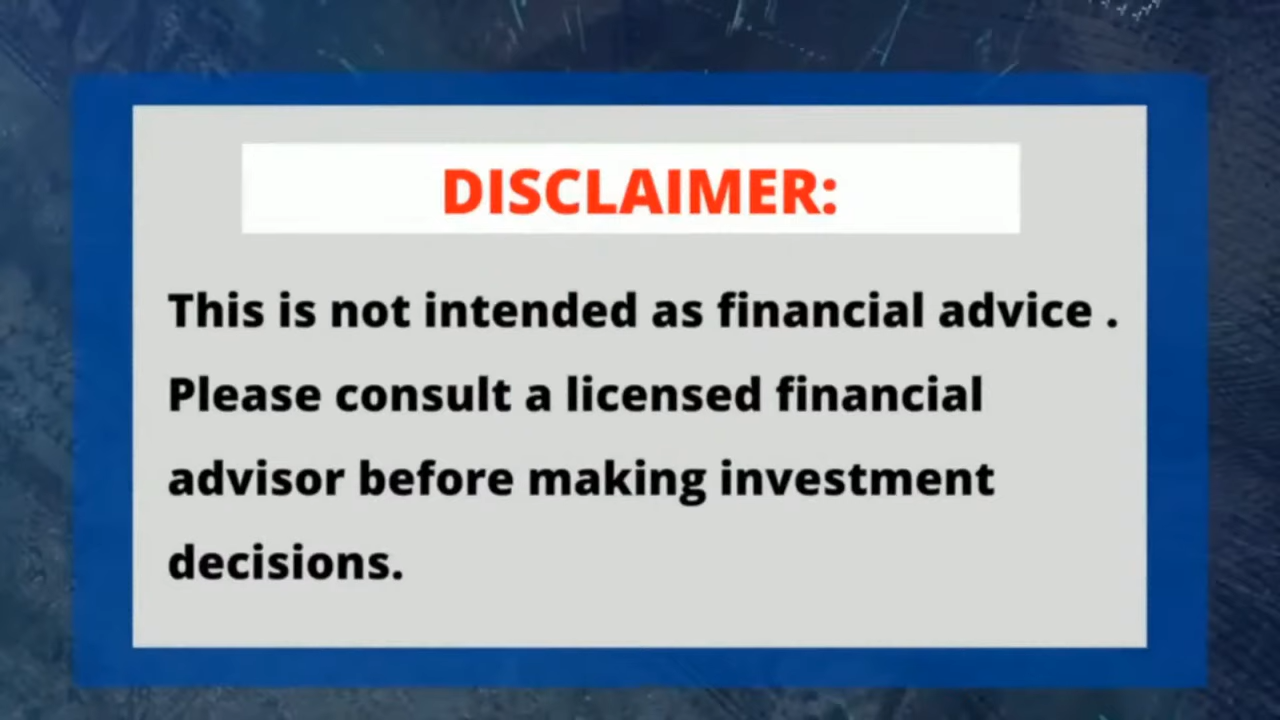 DISCLAIMER:
This is not intended as financial advice .
Please consult a licensed financial
advisor before making investment
decisions.